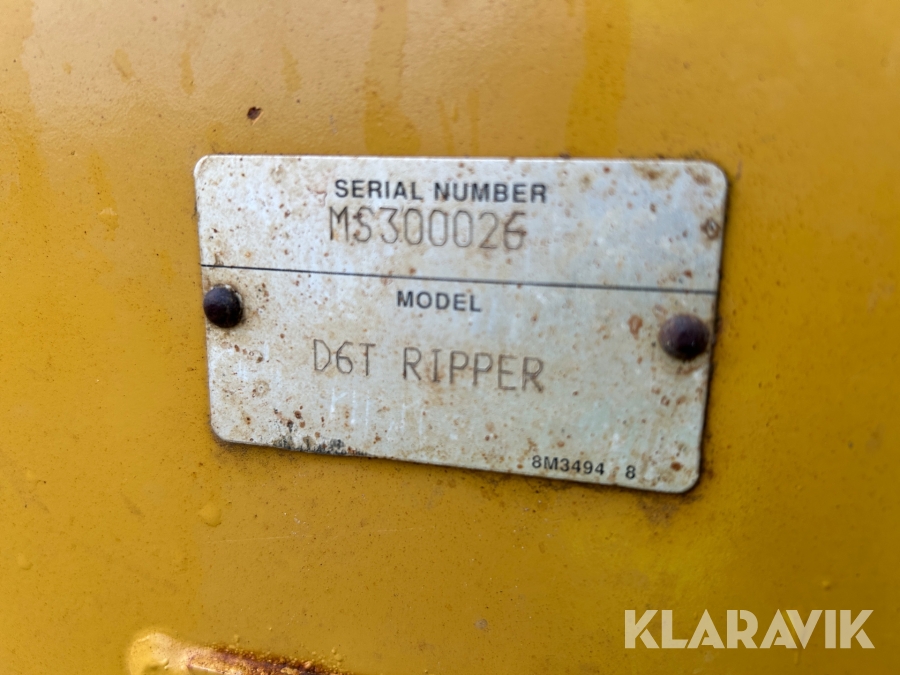 SERIAL NUMBER
MS300026
MODEL
D6T RIPPER
8M3494 8
KLARAVIK